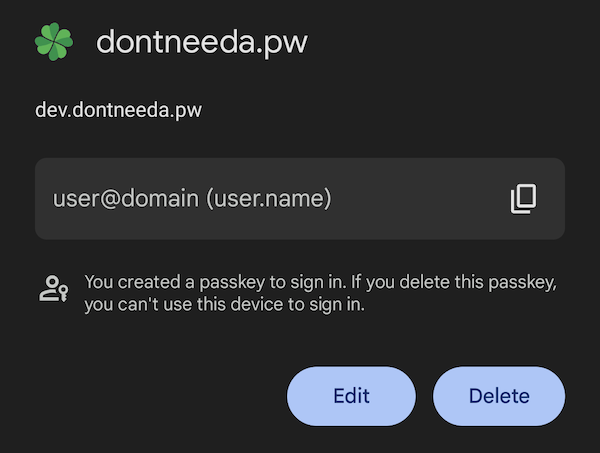 dontneeda.pw
dev.dontneeda.pw
user@domain (user.name)
You created a passkey to sign in. If you delete this passkey,
you can't use this device to sign in.
Edit
Delete